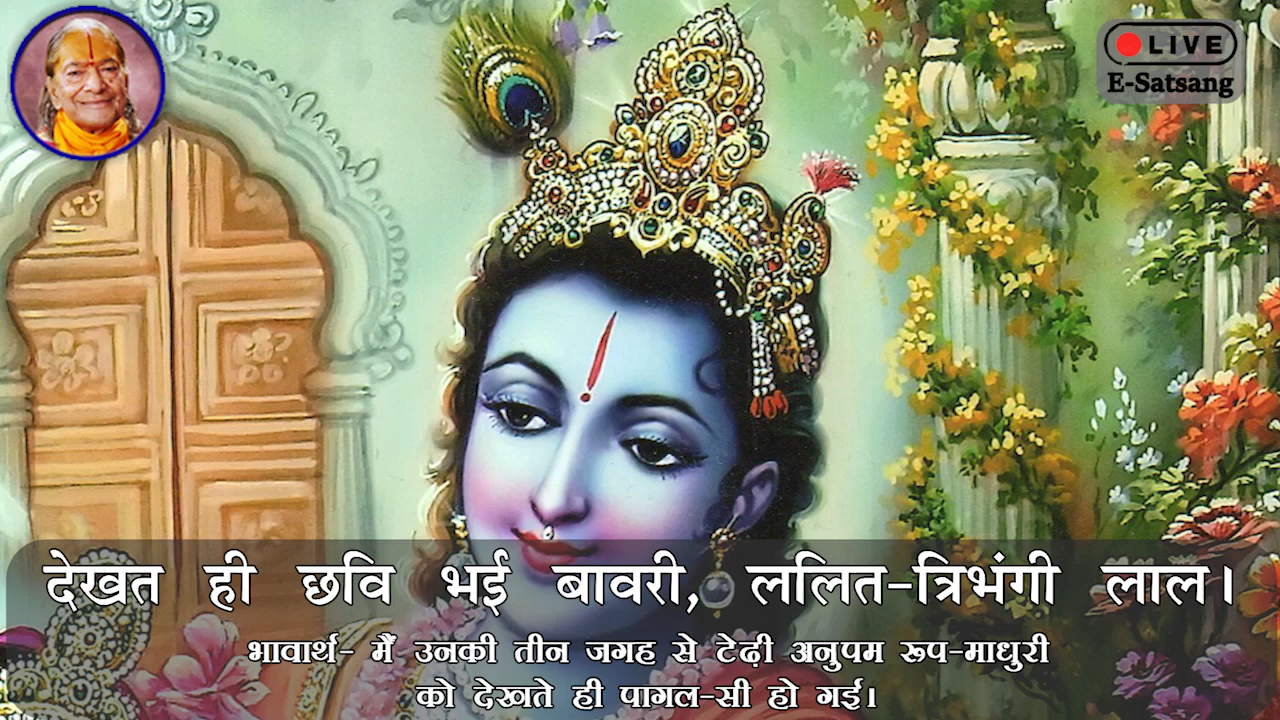 LIVE
E-Satsang
देखत ही छवि भई बावरी, ललित-त्रिभंगी लाल।
भावार्थ- मैं उनकी तीन जगह से टेढ़ी अनुपम रूप-माधुरी
को देखते ही पागल-सी हो गई।